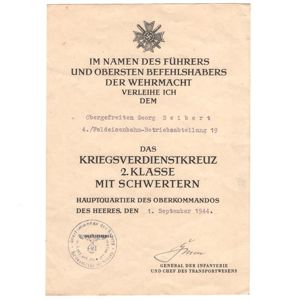 IM NAMEN DES FÜHRERS
UND OBERSTEN BEFEHLSHABERS
DER WEHRMACHT
VERLEIHE ICH
DEM
Obergefreiten Georg Seibert
4./Feldeisenbahn-Betriebsabteilung 19
DAS
KRIEGSVERDIENSTKREUZ
2. KLASSE
MIT SCHWERTERN
HAUPTQUARTIER DES OBERKOMMANDOS
DES HEERES, DEN 1. September 1944.
GENERAL DER INFANTERIE
UND CHEF DES TRANSPORTWESENS